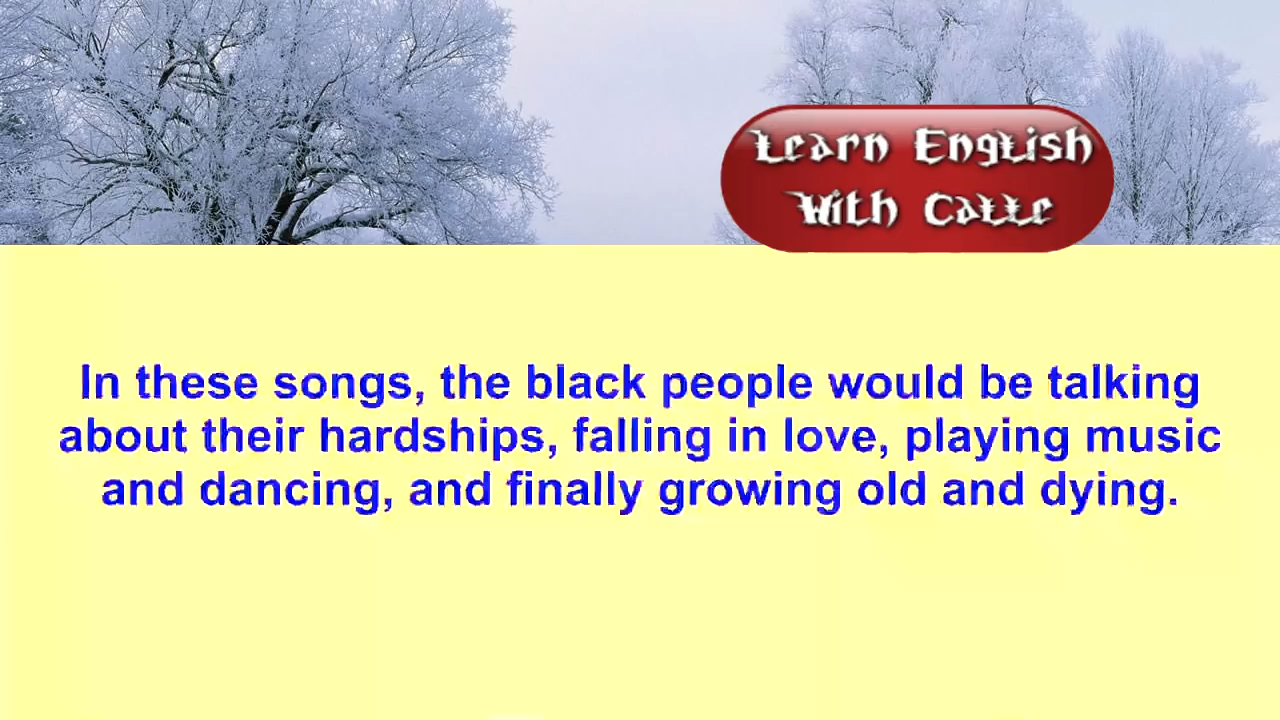 Learn English
With Calle
In these songs, the black people would be talking
about their hardships, falling in love, playing music
and dancing, and finally growing old and dying.